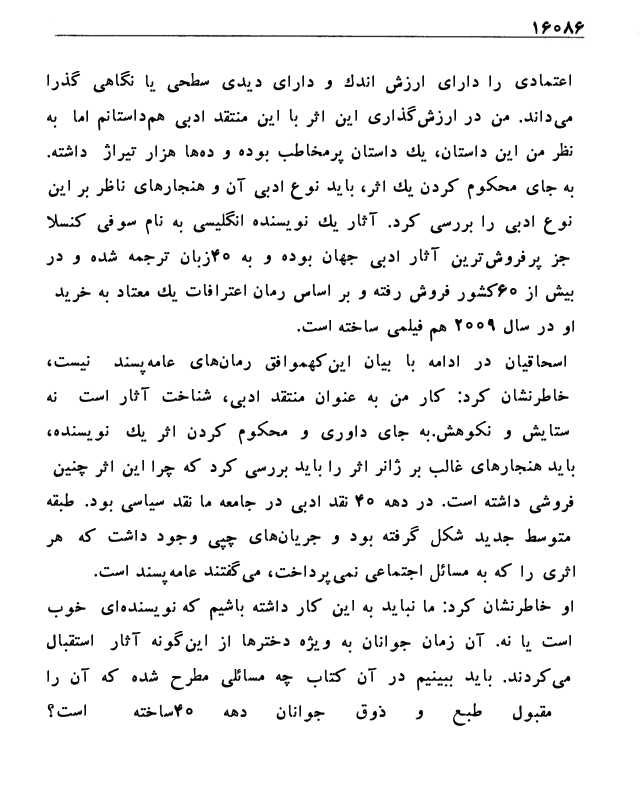 ۱۶۰۸۶
اعتمادی را دارای ارزش اندك و دارای دیدی سطحی یا نگاهی گذرا
می‌داند. من در ارزش‌گذاری این اثر با این منتقد ادبی هم‌داستانم اما به
نظر من این داستان، یك داستان پرمخاطب بوده و ده‌ها هزار تیراژ داشته.
به جای محکوم کردن یك اثر، باید نوع ادبی آن و هنجارهای ناظر بر این
نوع ادبی را بررسی کرد. آثار یك نویسنده انگلیسی به نام سوفی کنسلا
جز پرفروش‌ترین آثار ادبی جهان بوده و به ۴۰زبان ترجمه شده و در
بیش از ۶۰کشور فروش رفته و بر اساس رمان اعترافات یك معتاد به خرید
او در سال ۲۰۰۹ هم فیلمی ساخته است.
اسحاقیان در ادامه با بیان این‌کهموافق رمان‌های عامه‌پسند نیست،
خاطرنشان کرد: کار من به عنوان منتقد ادبی، شناخت آثار است نه
ستایش و نکوهش.به جای داوری و محکوم کردن اثر یك نویسنده،
باید هنجارهای غالب بر ژانر اثر را باید بررسی کرد که چرا این اثر چنین
فروشی داشته است. در دهه ۴۰ نقد ادبی در جامعه ما نقد سیاسی بود. طبقه
متوسط جدید شکل گرفته بود و جریان‌های چپی وجود داشت که هر
اثری را که به مسائل اجتماعی نمی‌پرداخت، می‌گفتند عامه‌پسند است.
او خاطرنشان کرد: ما نباید به این کار داشته باشیم که نویسنده‌ای خوب
است یا نه. آن زمان جوانان به ویژه دخترها از این‌گونه آثار استقبال
می‌کردند. باید ببینیم در آن کتاب چه مسائلی مطرح شده که آن را
مقبول طبع و ذوق جوانان دهه ۴۰ساخته است؟